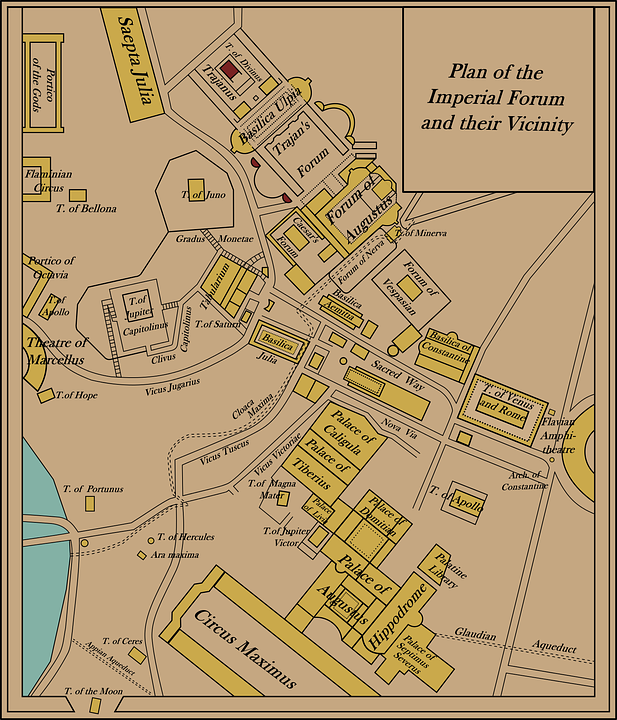 Plan of the
Imperial Forum
and their Vicinity
Saepta Julia
Portico
of the Gods
T. of Divinus
Trajanus
Basilica Ulpia
Trajan's
Forum
Flaminian
Circus
T. of Bellona
T. of Juno
Forum of
Augustus
Caesar's
Forum
T. of Minerva
Gradus Monetae
Forum of Nerva
Portico of
Octavia
Tabularium
Forum of
Vespasian
T. of
Apollo
T. of
Jupiter
Capitolinus
Clivus
Capitolinus
T. of Saturn
Basilica
Aemilia
Basilica
Julia
Basilica of
Constantine
Theatre of
Marcellus
Vicus Jugarius
Sacred Way
T. of Hope
T. of Venus
and Rome
Cloaca
Maxima
Nova Via
Flavian
Amphi-
theatre
Palace of
Caligula
Vicus Tuscus
Vicus Victoriae
Palace of
Tiberius
Arch. of
Constantine
T. of Portunus
T. of Magna
Mater
T. of Apollo
Palace
of Livia
Palace of
Domitian
T. of Jupiter
Victor
T. of Hercules
Ara maxima
Palace of
Augustus
Palatine
Library
Hippodrome
Circus Maximus
Palace of
Septimus
Severus
Glaudian Aqueduct
T. of Ceres
Appian Aqueduct
T. of the Moon